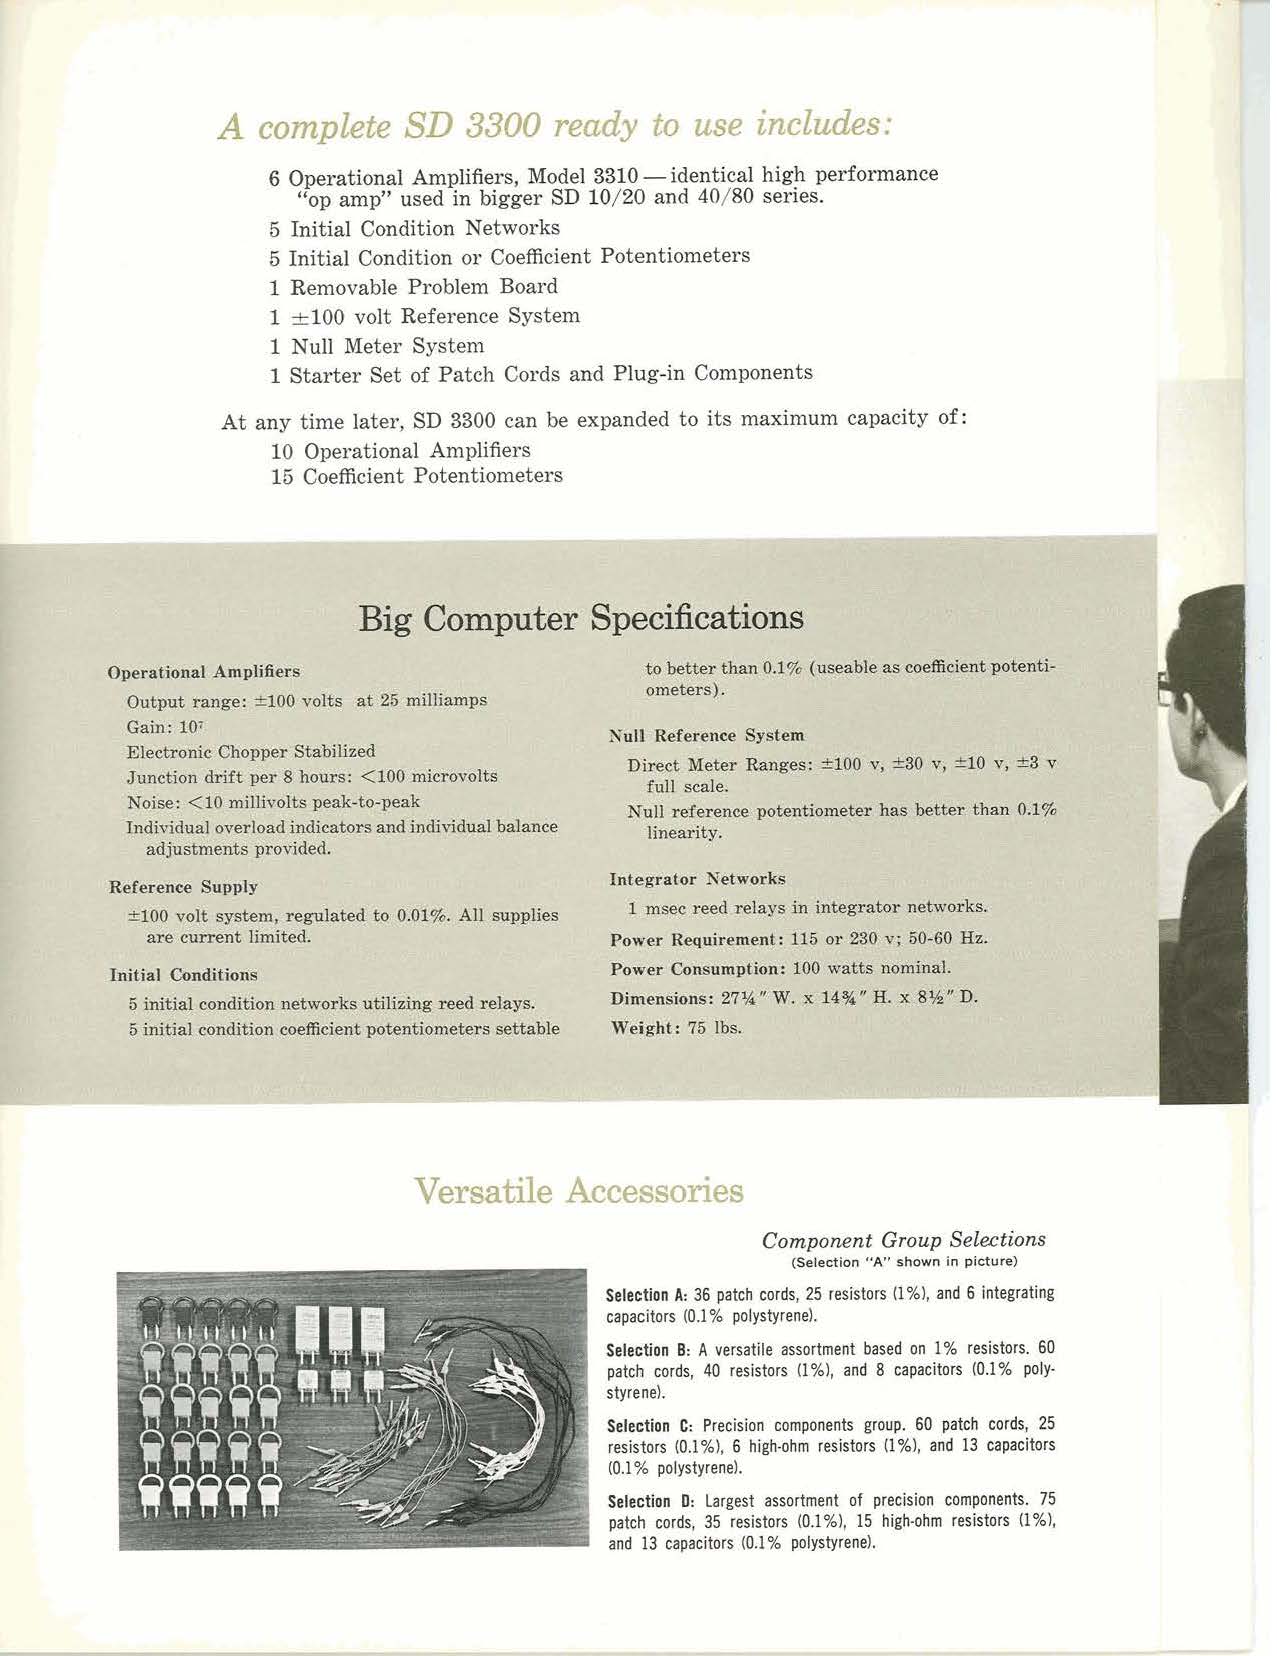 A complete SD 3300 ready to use includes:
6 Operational Amplifiers, Model 3310 — identical high performance
“op amp” used in bigger SD 10/20 and 40/80 series.
5 Initial Condition Networks
5 Initial Condition or Coefficient Potentiometers
1 Removable Problem Board
1 ±100 volt Reference System
1 Null Meter System
1 Starter Set of Patch Cords and Plug-in Components
At any time later, SD 3300 can be expanded to its maximum capacity of:
10 Operational Amplifiers
15 Coefficient Potentiometers
Big Computer Specifications
Operational Amplifiers
Output range: ±100 volts at 25 milliamps
Gain: 10⁷
Electronic Chopper Stabilized
Junction drift per 8 hours: <100 microvolts
Noise: <10 millivolts peak-to-peak
Individual overload indicators and individual balance
adjustments provided.
Reference Supply
±100 volt system, regulated to 0.01%. All supplies
are current limited.
Initial Conditions
5 initial condition networks utilizing reed relays.
5 initial condition coefficient potentiometers settable
to better than 0.1% (useable as coefficient potenti-
ometers).
Null Reference System
Direct Meter Ranges: ±100 v, ±30 v, ±10 v, ±3 v
full scale.
Null reference potentiometer has better than 0.1%
linearity.
Integrator Networks
1 msec reed relays in integrator networks.
Power Requirement: 115 or 230 v; 50-60 Hz.
Power Consumption: 100 watts nominal.
Dimensions: 27¼″ W. x 14¾″ H. x 8½″ D.
Weight: 75 lbs.
Versatile Accessories
Component Group Selections
(Selection “A” shown in picture)
Selection A: 36 patch cords, 25 resistors (1%), and 6 integrating
capacitors (0.1% polystyrene).
Selection B: A versatile assortment based on 1% resistors. 60
patch cords, 40 resistors (1%), and 8 capacitors (0.1% poly-
styrene).
Selection C: Precision components group. 60 patch cords, 25
resistors (0.1%), 6 high-ohm resistors (1%), and 13 capacitors
(0.1% polystyrene).
Selection D: Largest assortment of precision components. 75
patch cords, 35 resistors (0.1%), 15 high-ohm resistors (1%),
and 13 capacitors (0.1% polystyrene).